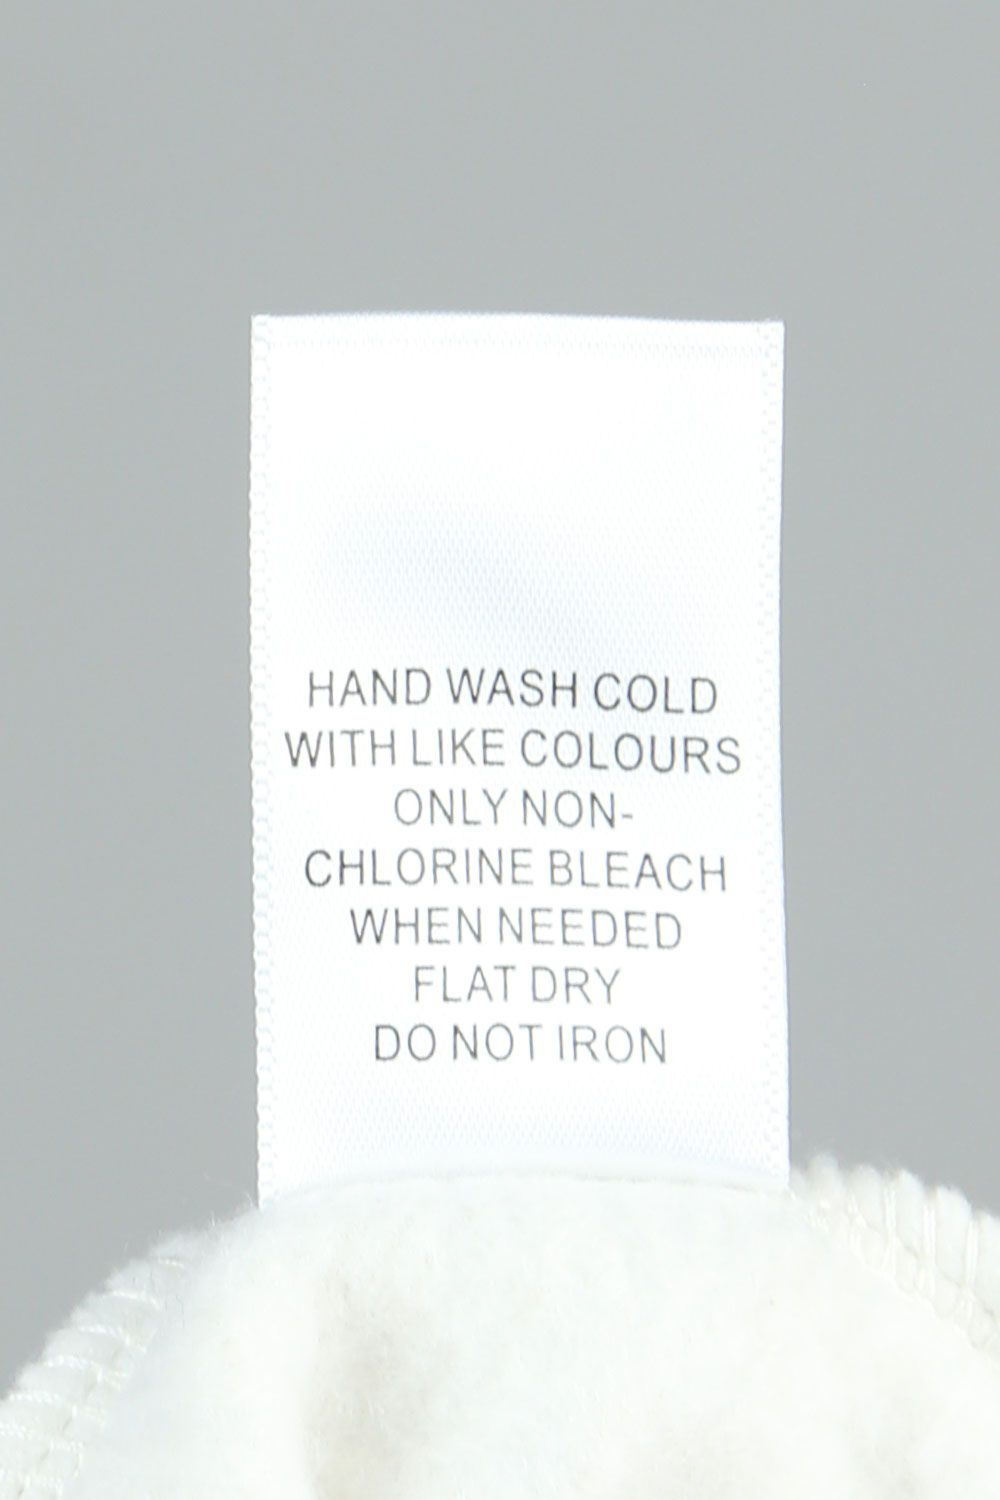 HAND WASH COLD
WITH LIKE COLOURS
ONLY NON-
CHLORINE BLEACH
WHEN NEEDED
FLAT DRY
DO NOT IRON